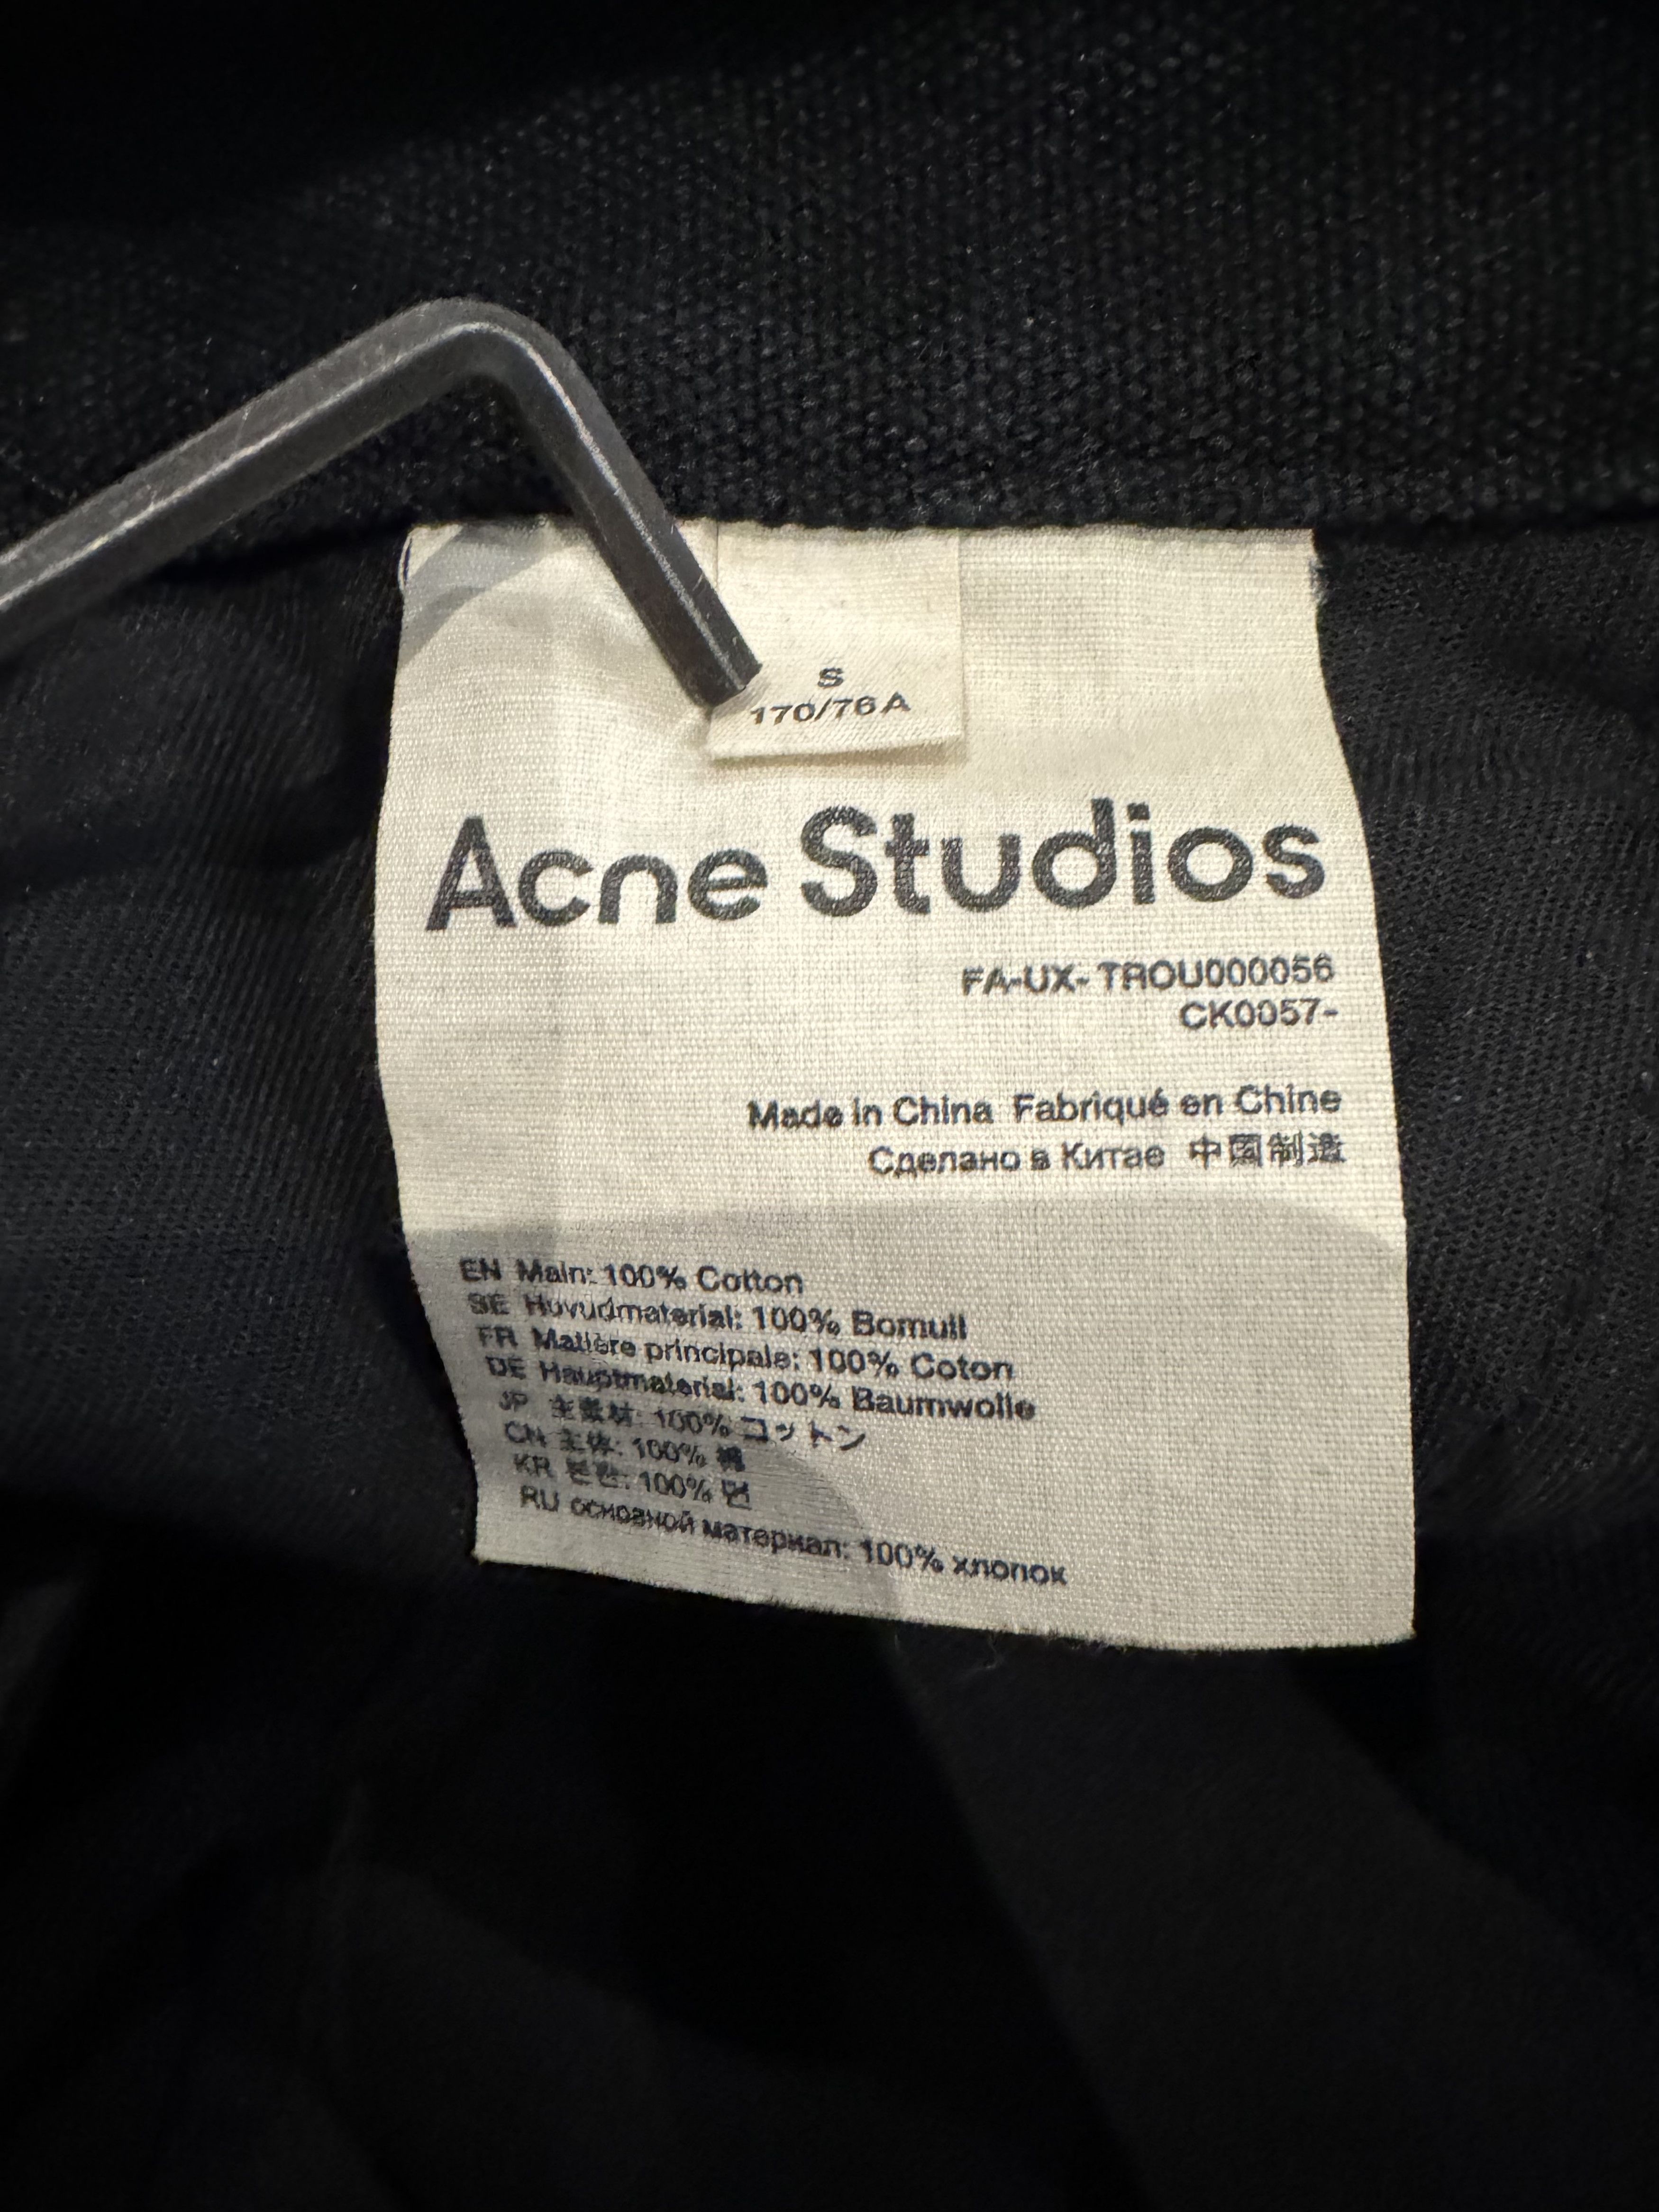 S
170/76A
Acne Studios
FA-UX- TROU000056
CK0057-
Made in China Fabriqué en Chine
Сделано в Китае 中国制造
EN Main: 100% Cotton
SE Huvudmaterial: 100% Bomull
FR Matière principale: 100% Coton
DE Hauptmaterial: 100% Baumwolle
JP 主素材: 100% コットン
CN 主体: 100% 棉
KR 본판: 100% 면
RU основной материал: 100% хлопок